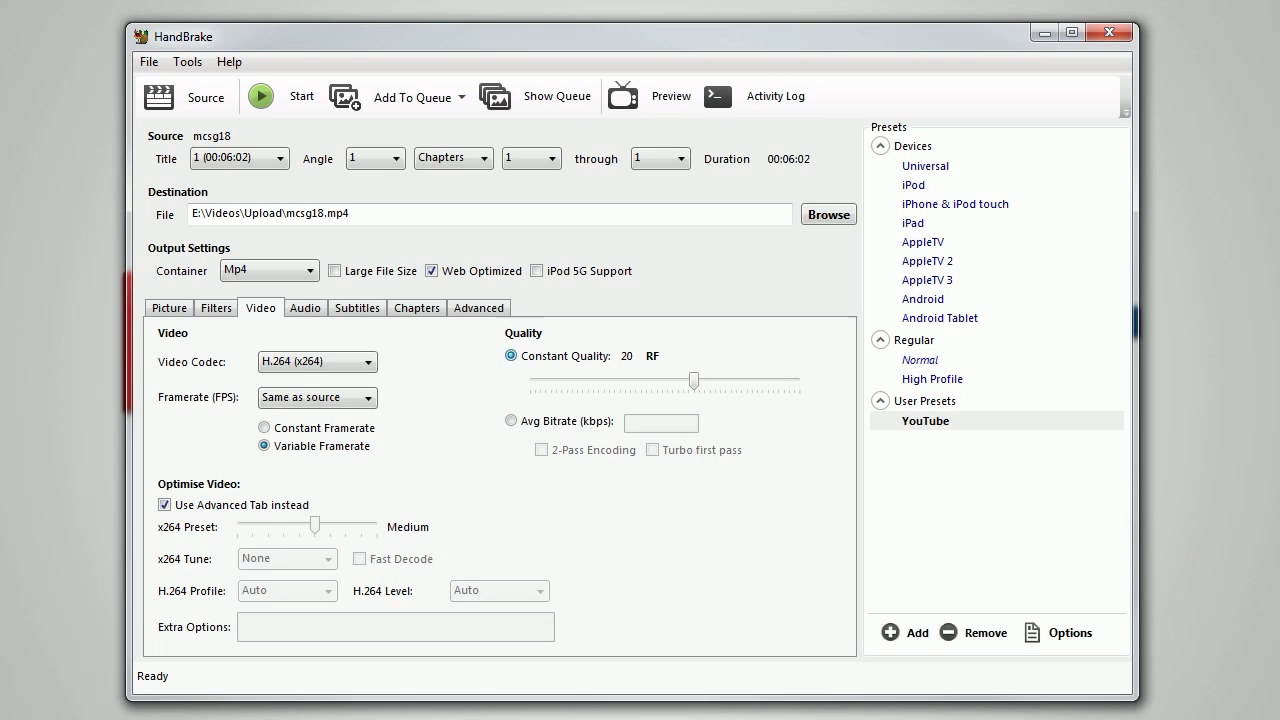 HandBrake
File Tools Help
Source Start Add To Queue Show Queue Preview Activity Log
Source mcsg18
Title 1 (00:06:02) Angle 1 Chapters 1 through 1 Duration 00:06:02
Destination
File E:\Videos\Upload\mcsg18.mp4 Browse
Output Settings
Container Mp4 Large File Size Web Optimized iPod 5G Support
Picture Filters Video Audio Subtitles Chapters Advanced
Video
Video Codec: H.264 (x264)
Framerate (FPS): Same as source
Constant Framerate
Variable Framerate
Quality
Constant Quality: 20 RF
Avg Bitrate (kbps):
2-Pass Encoding Turbo first pass
Optimise Video:
Use Advanced Tab instead
x264 Preset: Medium
x264 Tune: None Fast Decode
H.264 Profile: Auto H.264 Level: Auto
Extra Options:
Presets
Devices
Universal
iPod
iPhone & iPod touch
iPad
AppleTV
AppleTV 2
AppleTV 3
Android
Android Tablet
Regular
Normal
High Profile
User Presets
YouTube
Add Remove Options
Ready